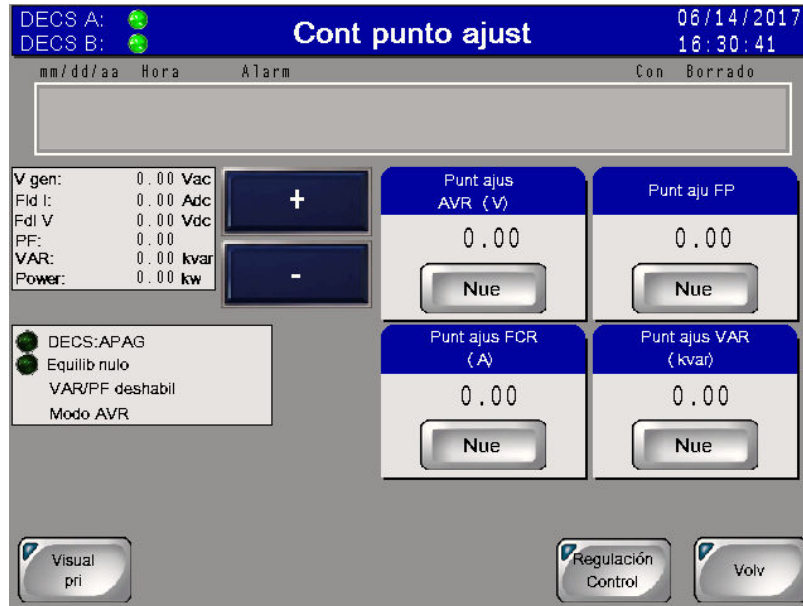 DECS A:
DECS B:
Cont punto ajust
06/14/2017
16:30:41
mm/dd/aa Hora Alarm Con Borrado
V gen: 0.00 Vac
Fld I: 0.00 Adc
Fdl V 0.00 Vdc
PF: 0.00
VAR: 0.00 kvar
Power: 0.00 kw
+
-
Punt ajus
AVR (V)
0.00
Nue
Punt aju FP
0.00
Nue
DECS:APAG
Equilib nulo
VAR/PF deshabil
Modo AVR
Punt ajus FCR
(A)
0.00
Nue
Punt ajus VAR
(kvar)
0.00
Nue
Visual
pri
Regulación
Control
Volv